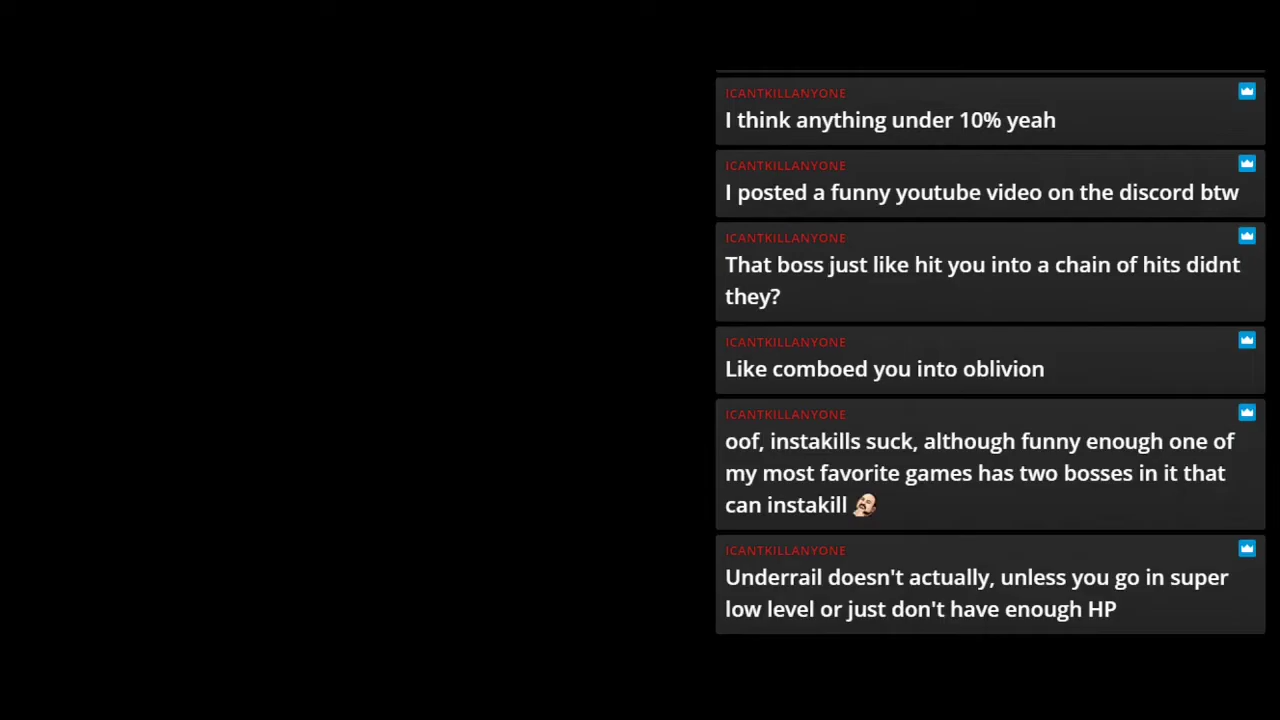 ICANTKILLANYONE
I think anything under 10% yeah
ICANTKILLANYONE
I posted a funny youtube video on the discord btw
ICANTKILLANYONE
That boss just like hit you into a chain of hits didnt
they?
ICANTKILLANYONE
Like comboed you into oblivion
ICANTKILLANYONE
oof, instakills suck, although funny enough one of
my most favorite games has two bosses in it that
can instakill
ICANTKILLANYONE
Underrail doesn't actually, unless you go in super
low level or just don't have enough HP